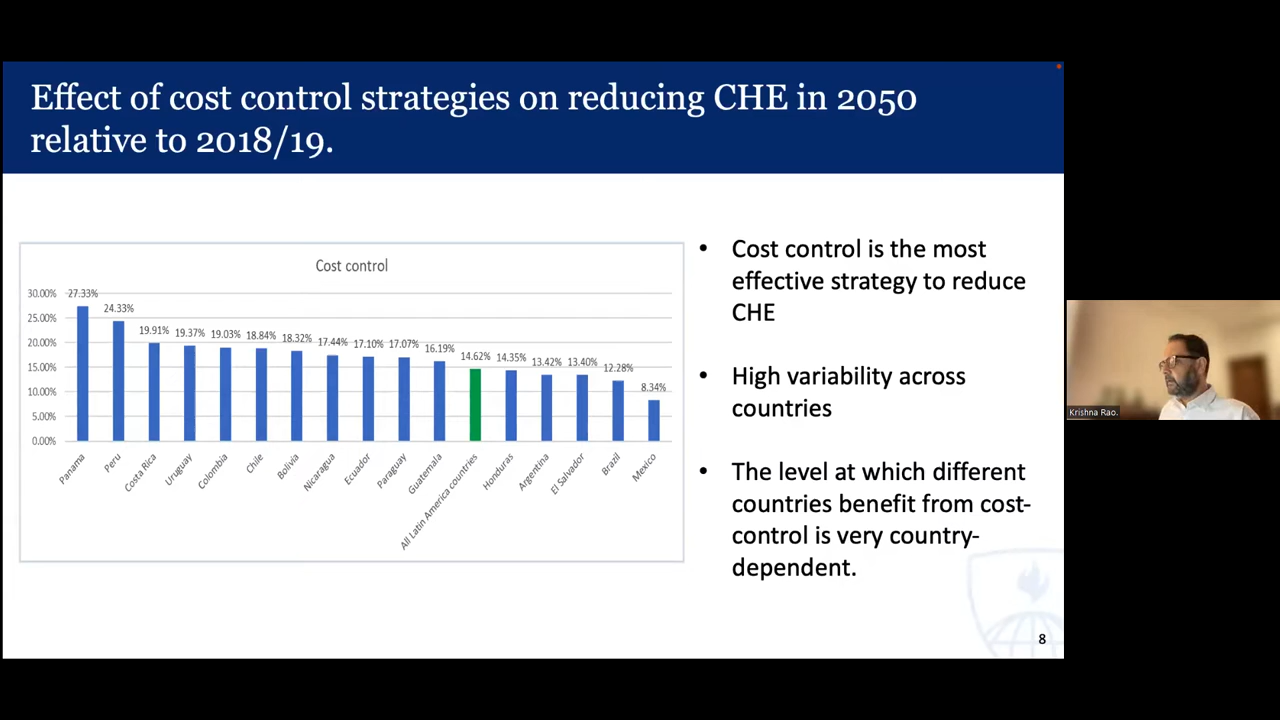 Effect of cost control strategies on reducing CHE in 2050
relative to 2018/19.
Cost control
30.00%
25.00%
20.00%
15.00%
10.00%
5.00%
0.00%
27.33%
24.33%
19.91%
19.37%
19.03%
18.84%
18.32%
17.44%
17.10%
17.07%
16.19%
14.62%
14.35%
13.42%
13.40%
12.28%
8.34%
Panama
Peru
Costa Rica
Uruguay
Colombia
Chile
Bolivia
Nicaragua
Ecuador
Paraguay
Guatemala
All Latin America countries
Honduras
Argentina
El Salvador
Brazil
Mexico
• Cost control is the most
effective strategy to reduce
CHE
• High variability across
countries
• The level at which different
countries benefit from cost-
control is very country-
dependent.
8
Krishna Rao.